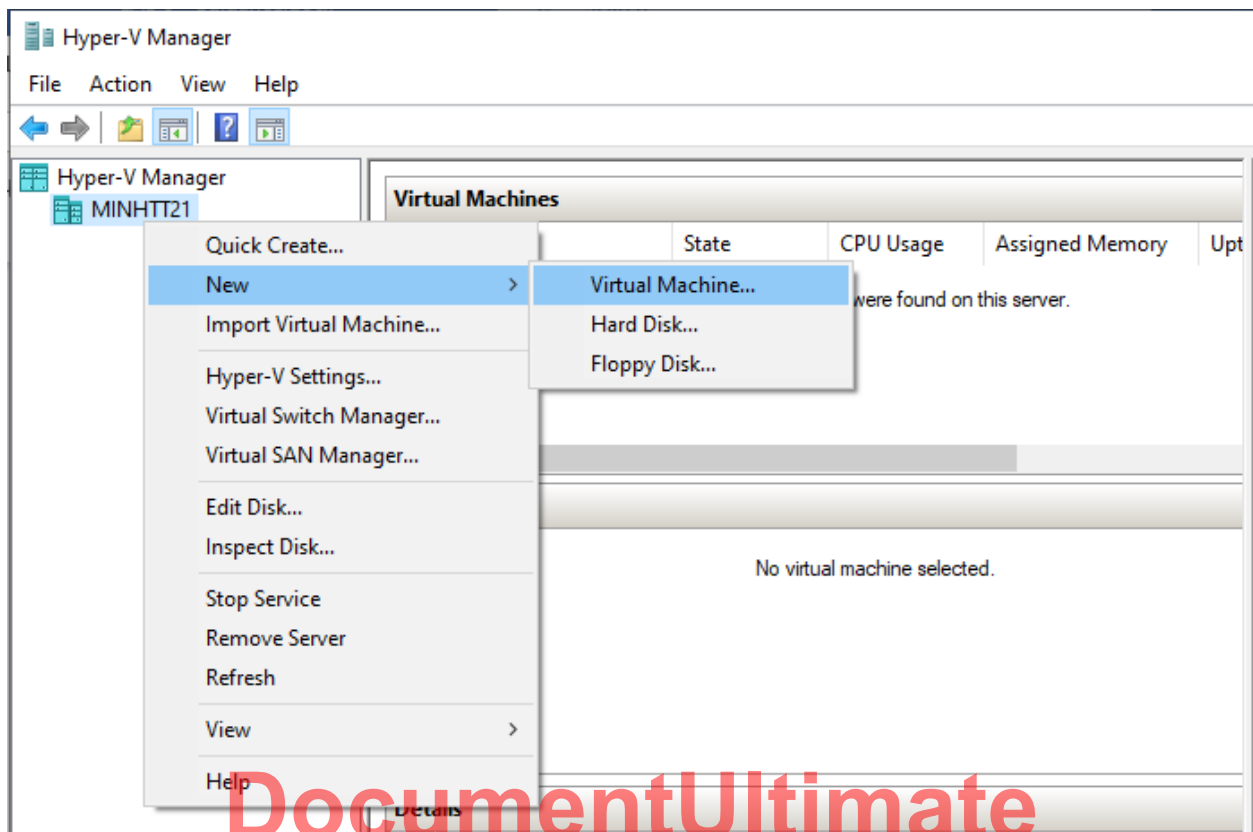 Hyper-V Manager
File Action View Help
Hyper-V Manager
MINHTT21
Virtual Machines
State CPU Usage Assigned Memory Upt
were found on this server.
Quick Create...
New
Import Virtual Machine...
Hyper-V Settings...
Virtual Switch Manager...
Virtual SAN Manager...
Edit Disk...
Inspect Disk...
Stop Service
Remove Server
Refresh
View
Help
Virtual Machine...
Hard Disk...
Floppy Disk...
No virtual machine selected.
Details
DocumentUltimate